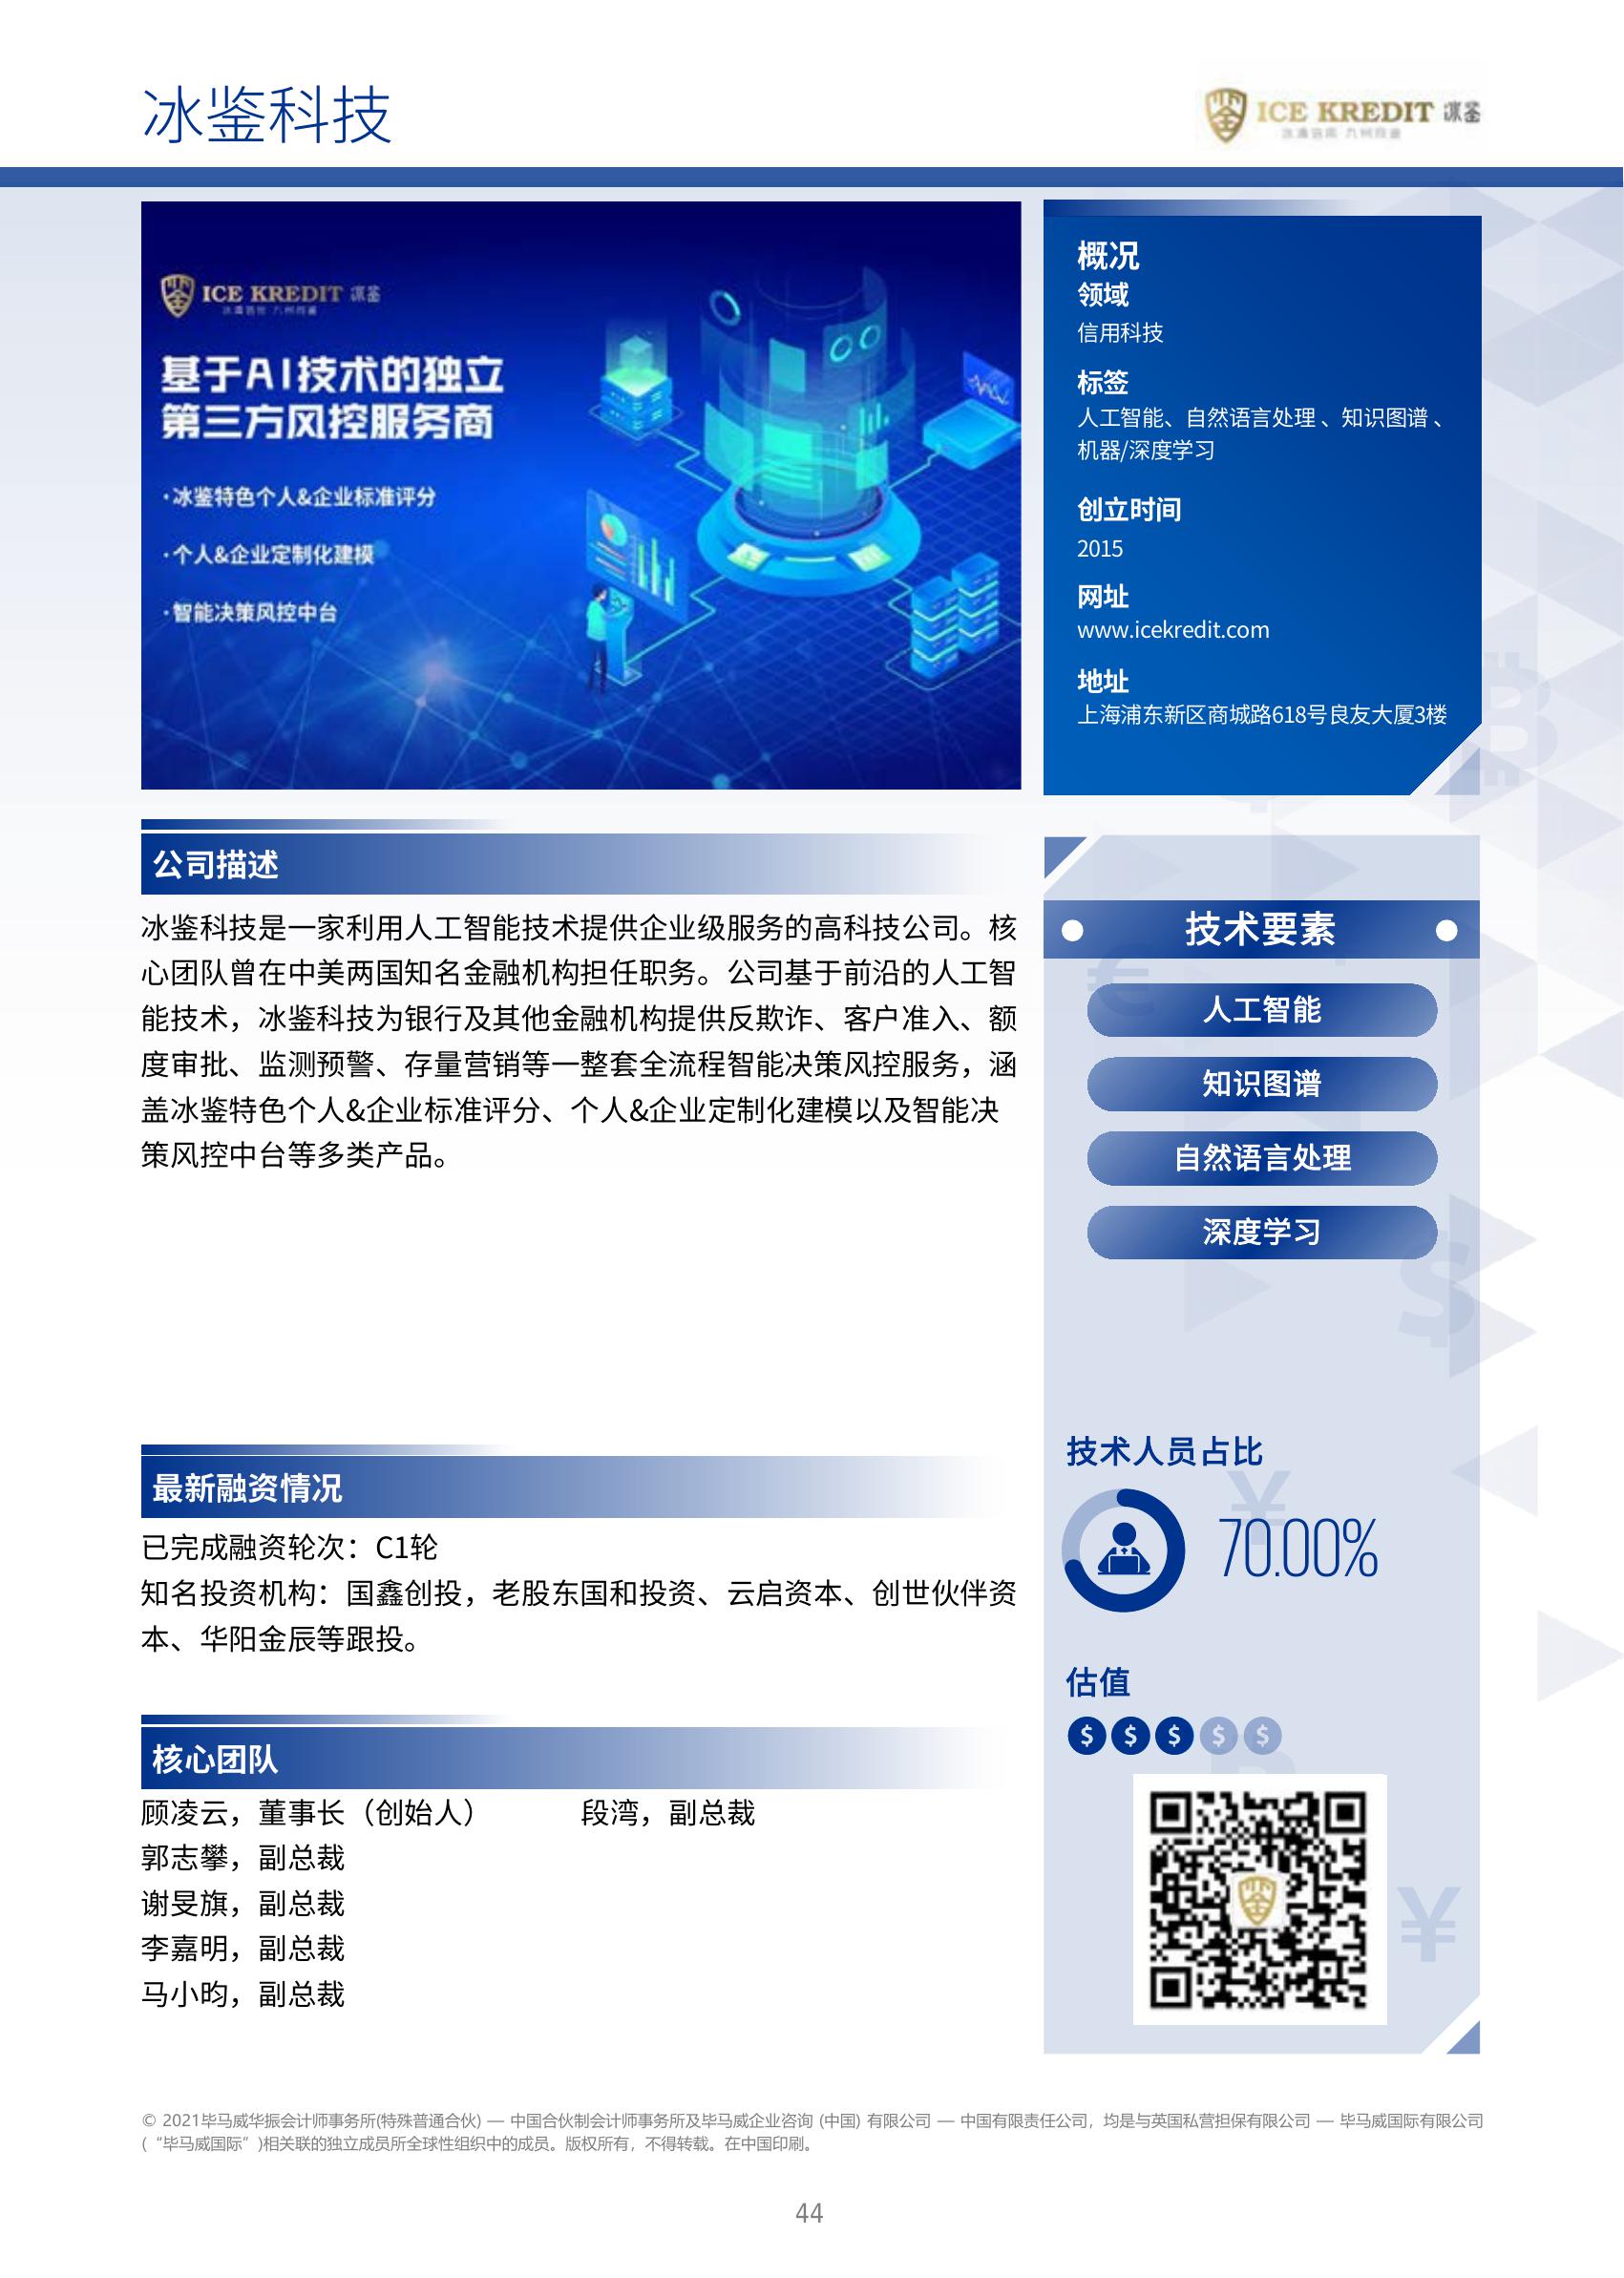 冰鉴科技
ICE KREDIT 冰鉴
ICE KREDIT 冰鉴
基于AI技术的独立
第三方风控服务商
·冰鉴特色个人&企业标准评分
·个人&企业定制化建模
·智能决策风控中台
概况
领域
信用科技
标签
人工智能、自然语言处理、知识图谱、
机器/深度学习
创立时间
2015
网址
www.icekredit.com
地址
上海浦东新区商城路618号良友大厦3楼
公司描述
冰鉴科技是一家利用人工智能技术提供企业级服务的高科技公司。核
心团队曾在中美两国知名金融机构担任职务。公司基于前沿的人工智
能技术，冰鉴科技为银行及其他金融机构提供反欺诈、客户准入、额
度审批、监测预警、存量营销等一整套全流程智能决策风控服务，涵
盖冰鉴特色个人&企业标准评分、个人&企业定制化建模以及智能决
策风控中台等多类产品。
最新融资情况
已完成融资轮次：C1轮
知名投资机构：国鑫创投，老股东国和投资、云启资本、创世伙伴资
本、华阳金辰等跟投。
核心团队
顾凌云，董事长（创始人） 段湾，副总裁
郭志攀，副总裁
谢旻旗，副总裁
李嘉明，副总裁
马小昀，副总裁
技术要素
人工智能
知识图谱
自然语言处理
深度学习
技术人员占比
70.00%
估值
$ $ $ $ $
© 2021毕马威华振会计师事务所(特殊普通合伙) — 中国合伙制会计师事务所及毕马威企业咨询 (中国) 有限公司 — 中国有限责任公司，均是与英国私营担保有限公司 — 毕马威国际有限公司
(“毕马威国际”)相关联的独立成员所全球性组织中的成员。版权所有，不得转载。在中国印刷。
44